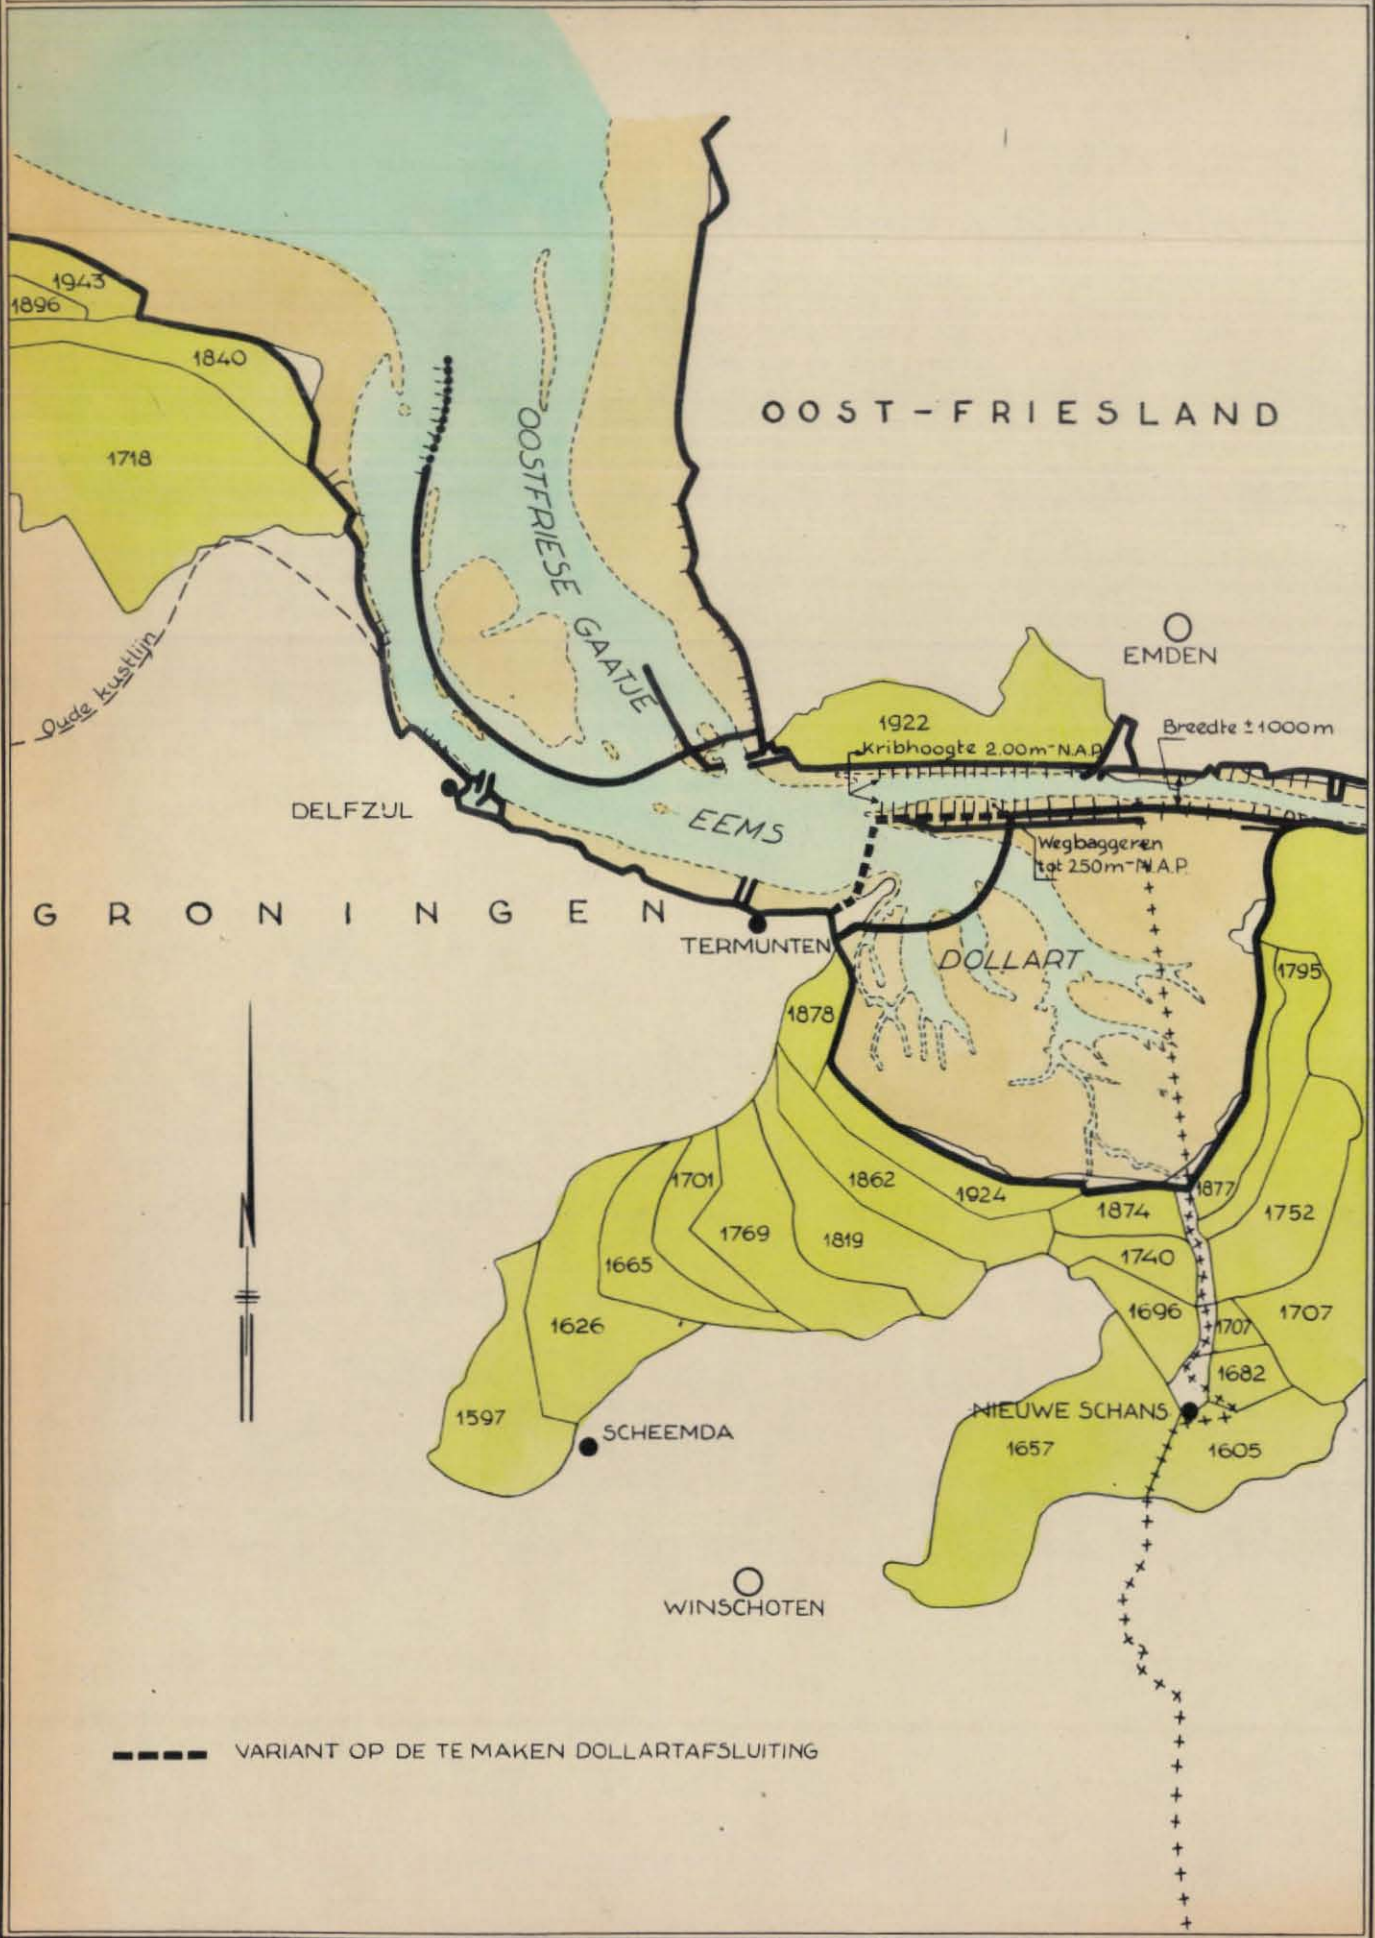 1943
1896
1840
1718
OOST-FRIESLAND
OOSTFRIESE GAATJE
Oude kustlijn
EMDEN
1922
Kribhoogte 2.00m-N.A.P.
Breedte ±1000m
DELFZIJL
EEMS
Wegbaggeren
tot 250m-N.A.P.
GRONINGEN
TERMUNTEN
DOLLART
1795
1878
1701
1862
1924
1877
1874
1752
1769
1819
1665
1740
1626
1696
1707
1707
1682
1597
NIEUWE SCHANS
SCHEEMDA
1657
1605
WINSCHOTEN
VARIANT OP DE TE MAKEN DOLLARTAFSLUITING